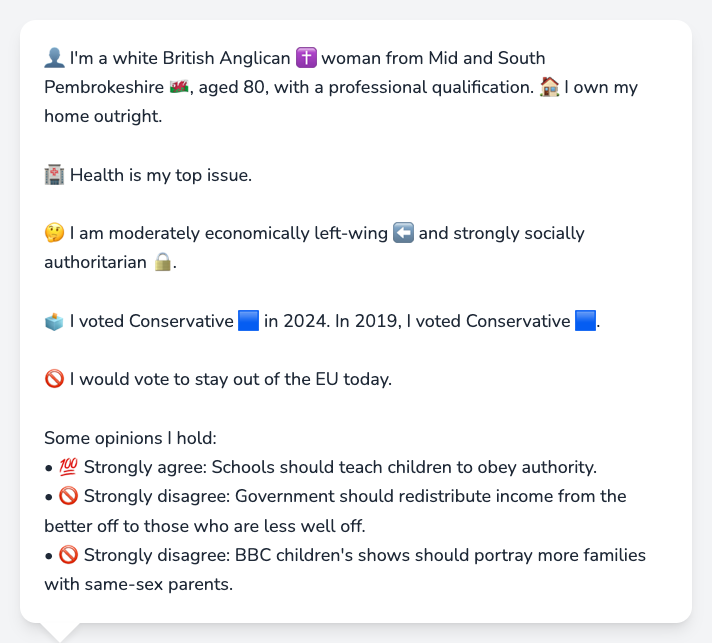 👤 I'm a white British Anglican ✝️ woman from Mid and South
Pembrokeshire 🏴󠁧󠁢󠁷󠁬󠁳󠁿, aged 80, with a professional qualification. 🏠 I own my
home outright.
🏥 Health is my top issue.
🤔 I am moderately economically left-wing ⬅️ and strongly socially
authoritarian 🔒.
🗳️ I voted Conservative 🟦 in 2024. In 2019, I voted Conservative 🟦.
🚫 I would vote to stay out of the EU today.
Some opinions I hold:
• 💯 Strongly agree: Schools should teach children to obey authority.
• 🚫 Strongly disagree: Government should redistribute income from the
better off to those who are less well off.
• 🚫 Strongly disagree: BBC children's shows should portray more families
with same-sex parents.